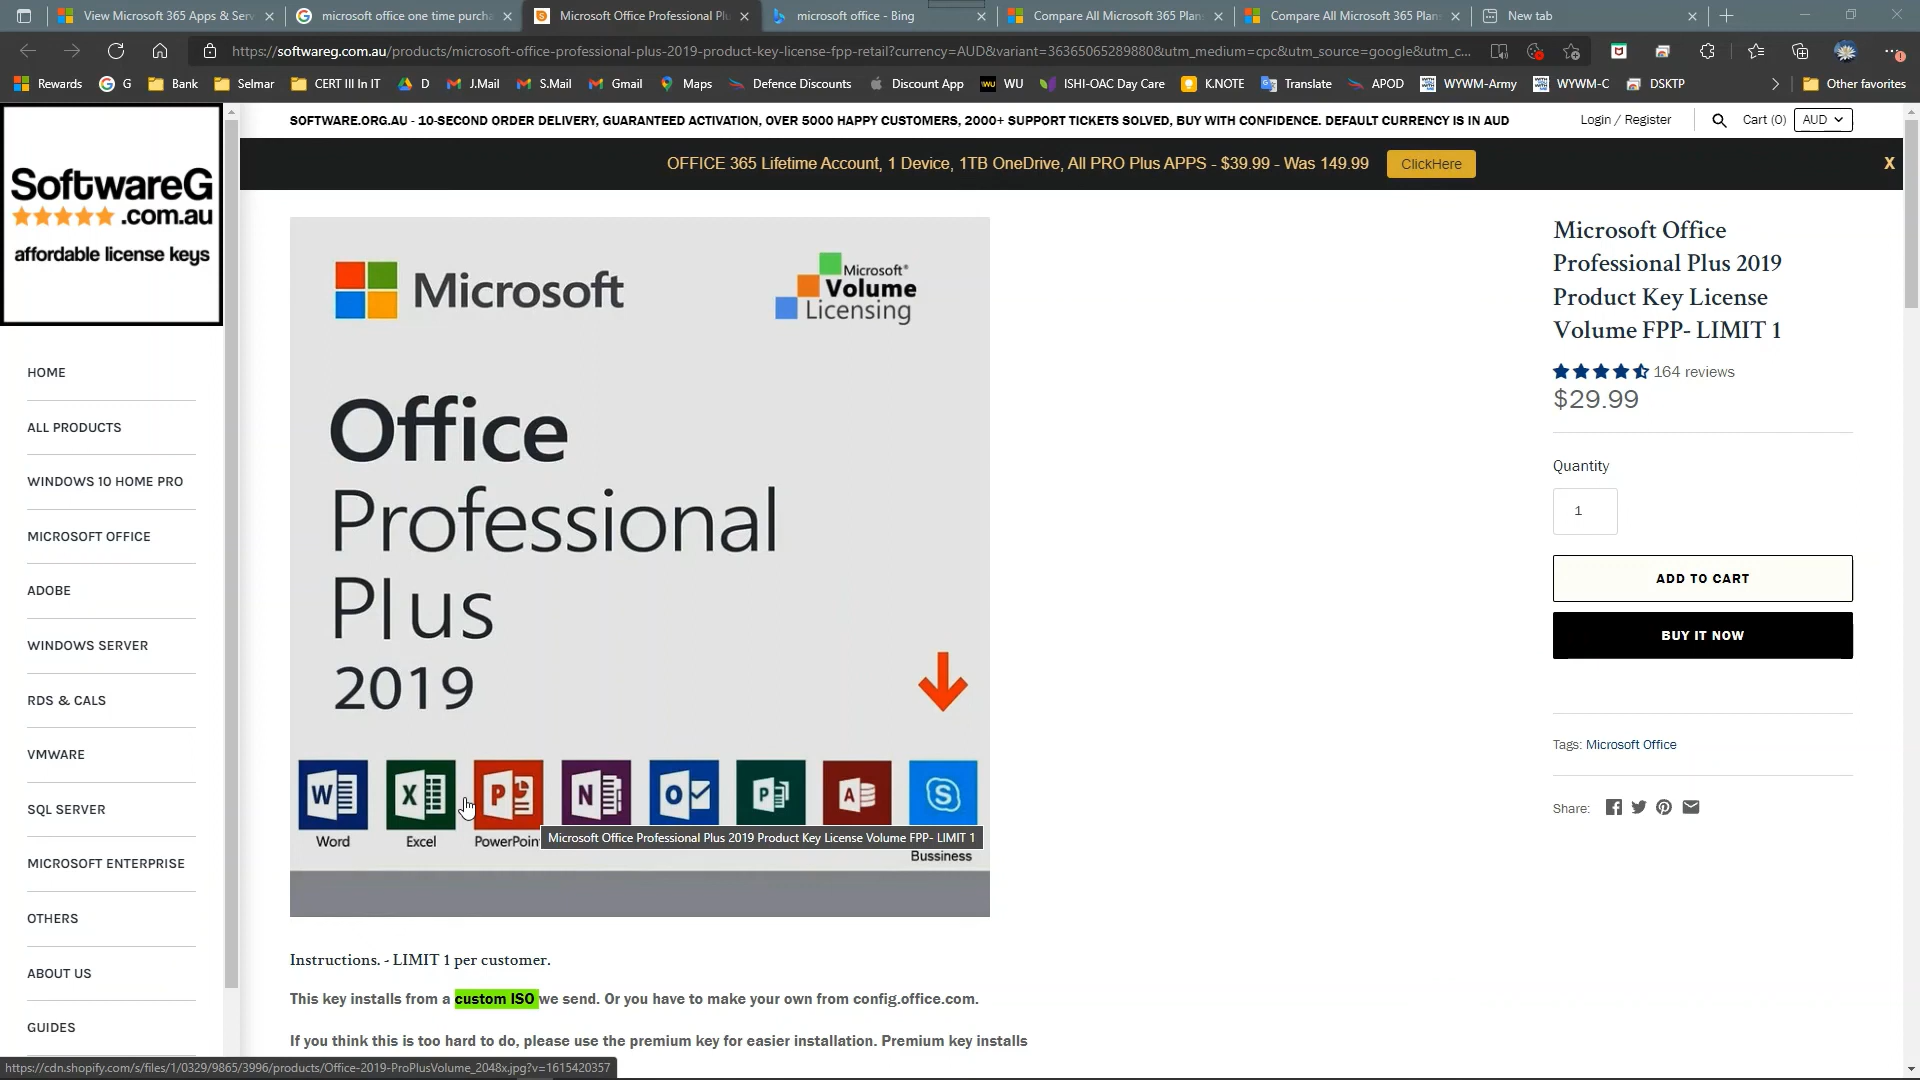 View Microsoft 365 Apps & Serv
microsoft office one time purcha
Microsoft Office Professional Plu
microsoft office - Bing
Compare All Microsoft 365 Plan
Compare All Microsoft 365 Plan
New tab
https://softwareg.com.au/products/microsoft-office-professional-plus-2019-product-key-license-fpp-retail?currency=AUD&variant=36365065289880&utm_medium=cpc&utm_source=google&utm_c...
Rewards
G
Bank
Selmar
CERT III In IT
D
J.Mail
S.Mail
Gmail
Maps
Defence Discounts
Discount App
WU
ISHI-OAC Day Care
K.NOTE
Translate
APOD
WYWM-Army
WYWM-C
DSKTP
Other favorites
SOFTWARE.ORG.AU - 10-SECOND ORDER DELIVERY, GUARANTEED ACTIVATION, OVER 5000 HAPPY CUSTOMERS, 2000+ SUPPORT TICKETS SOLVED, BUY WITH CONFIDENCE. DEFAULT CURRENCY IS IN AUD
Login / Register
Cart (0)
AUD
OFFICE 365 Lifetime Account, 1 Device, 1TB OneDrive, All PRO Plus APPS - $39.99 - Was 149.99
ClickHere
X
SoftwareG
.com.au
affordable license keys
HOME
ALL PRODUCTS
WINDOWS 10 HOME PRO
MICROSOFT OFFICE
ADOBE
WINDOWS SERVER
RDS & CALS
VMWARE
SQL SERVER
MICROSOFT ENTERPRISE
OTHERS
ABOUT US
GUIDES
Microsoft
Microsoft®
Volume
Licensing
Office
Professional
Plus
2019
Word
Excel
PowerPoin
Microsoft Office Professional Plus 2019 Product Key License Volume FPP- LIMIT 1
Bussiness
Instructions. - LIMIT 1 per customer.
This key installs from a custom ISO we send. Or you have to make your own from config.office.com.
If you think this is too hard to do, please use the premium key for easier installation. Premium key installs
Microsoft Office
Professional Plus 2019
Product Key License
Volume FPP- LIMIT 1
164 reviews
$29.99
Quantity
1
ADD TO CART
BUY IT NOW
Tags: Microsoft Office
Share:
https://cdn.shopify.com/s/files/1/0329/9865/3996/products/Office-2019-ProPlusVolume_2048x.jpg?v=1615420357